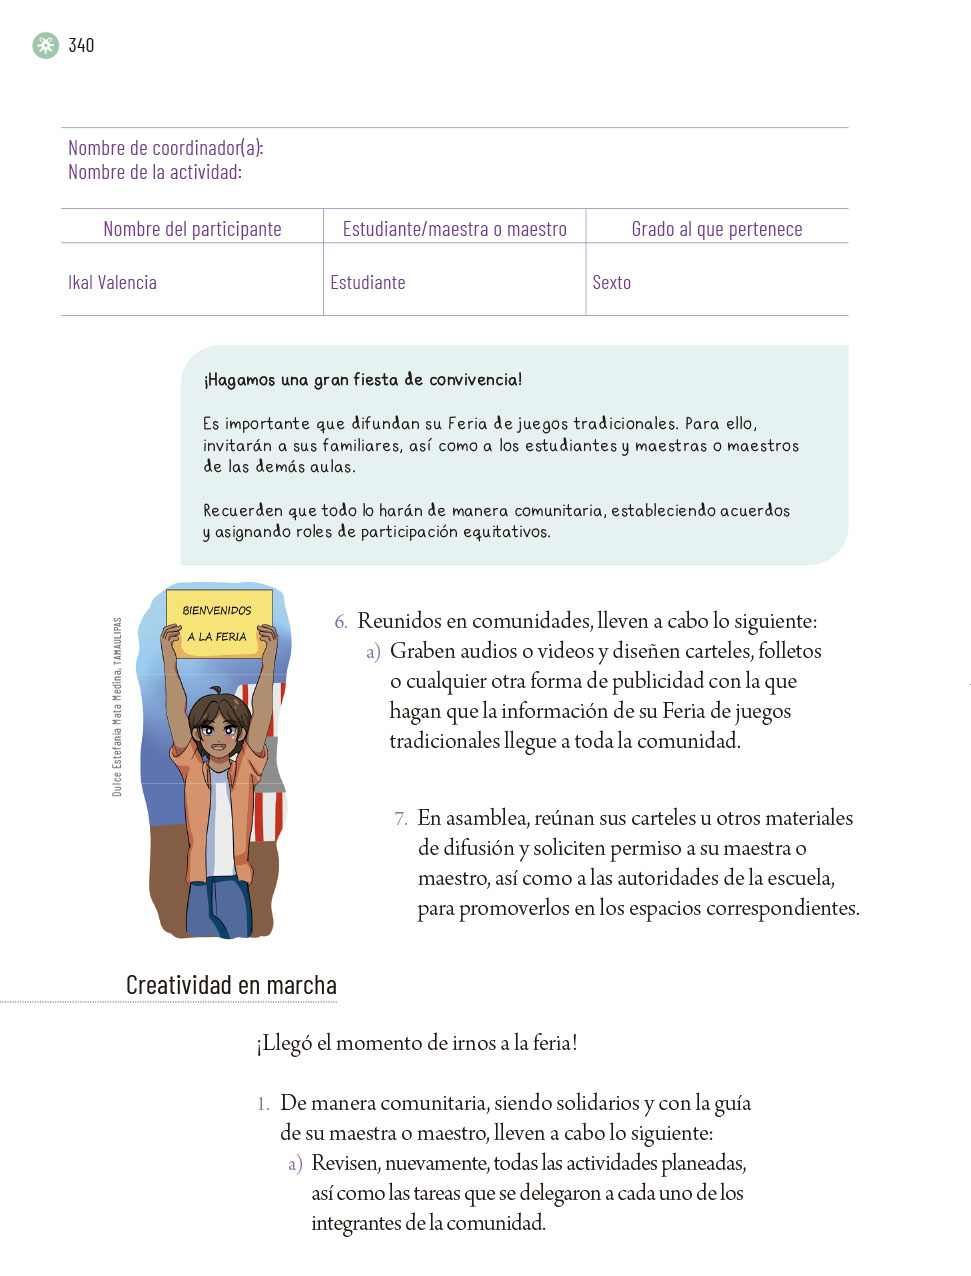 340
Nombre de coordinador(a):
Nombre de la actividad:
Nombre del participante Estudiante/maestra o maestro Grado al que pertenece
Ikal Valencia Estudiante Sexto
¡Hagamos una gran fiesta de convivencia!
Es importante que difundan su Feria de juegos tradicionales. Para ello,
invitarán a sus familiares, así como a los estudiantes y maestras o maestros
de las demás aulas.
Recuerden que todo lo harán de manera comunitaria, estableciendo acuerdos
y asignando roles de participación equitativos.
BIENVENIDOS
A LA FERIA
Dulce Estefanía Mata Medina, TAMAULIPAS
6. Reunidos en comunidades, lleven a cabo lo siguiente:
a) Graben audios o videos y diseñen carteles, folletos
o cualquier otra forma de publicidad con la que
hagan que la información de su Feria de juegos
tradicionales llegue a toda la comunidad.
7. En asamblea, reúnan sus carteles u otros materiales
de difusión y soliciten permiso a su maestra o
maestro, así como a las autoridades de la escuela,
para promoverlos en los espacios correspondientes.
Creatividad en marcha
¡Llegó el momento de irnos a la feria!
1. De manera comunitaria, siendo solidarios y con la guía
de su maestra o maestro, lleven a cabo lo siguiente:
a) Revisen, nuevamente, todas las actividades planeadas,
así como las tareas que se delegaron a cada uno de los
integrantes de la comunidad.